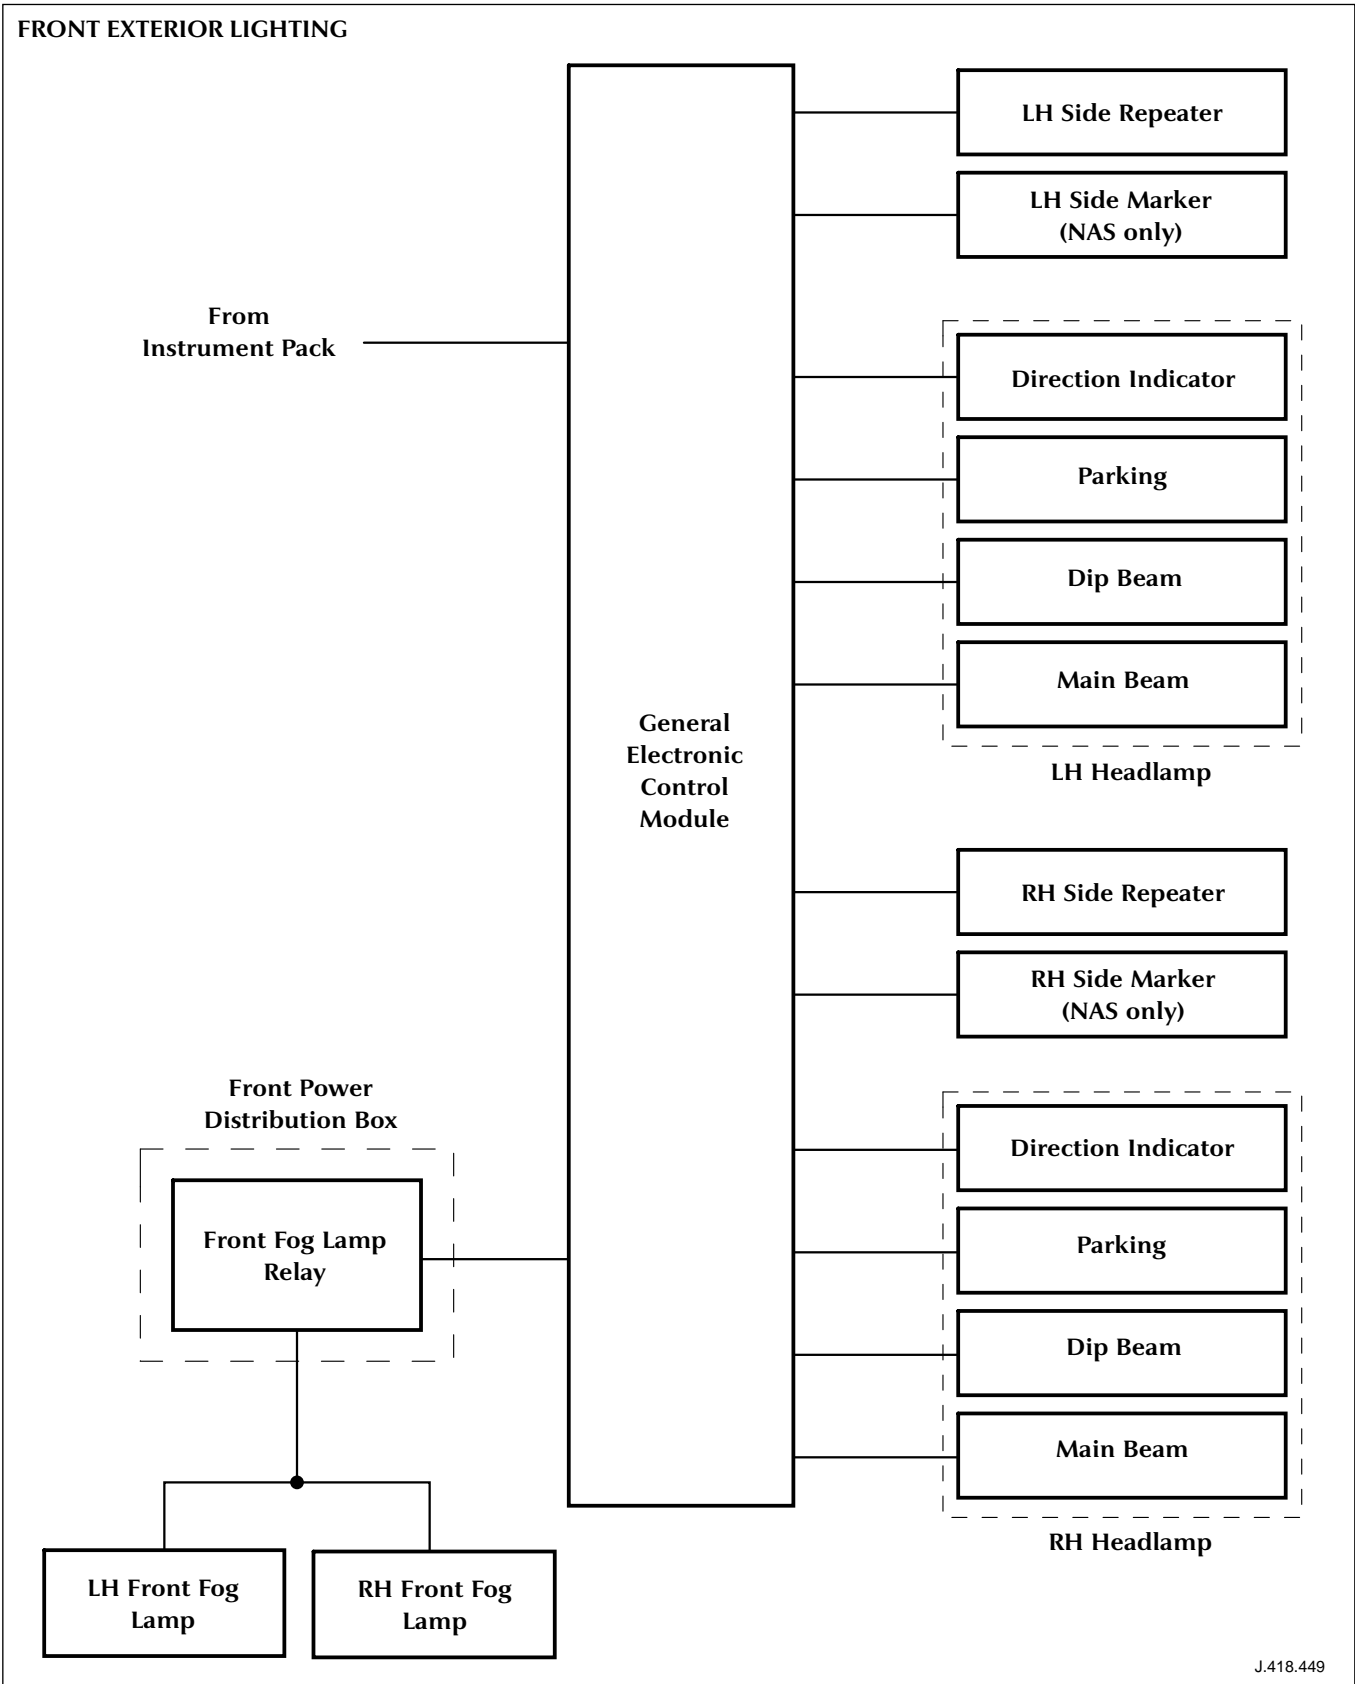 FRONT EXTERIOR LIGHTING
LH Side Repeater
LH Side Marker
(NAS only)
From
Instrument Pack
Direction Indicator
Parking
Dip Beam
Main Beam
LH Headlamp
General
Electronic
Control
Module
RH Side Repeater
RH Side Marker
(NAS only)
Front Power
Distribution Box
Front Fog Lamp
Relay
Direction Indicator
Parking
Dip Beam
Main Beam
RH Headlamp
LH Front Fog
Lamp
RH Front Fog
Lamp
J.418.449